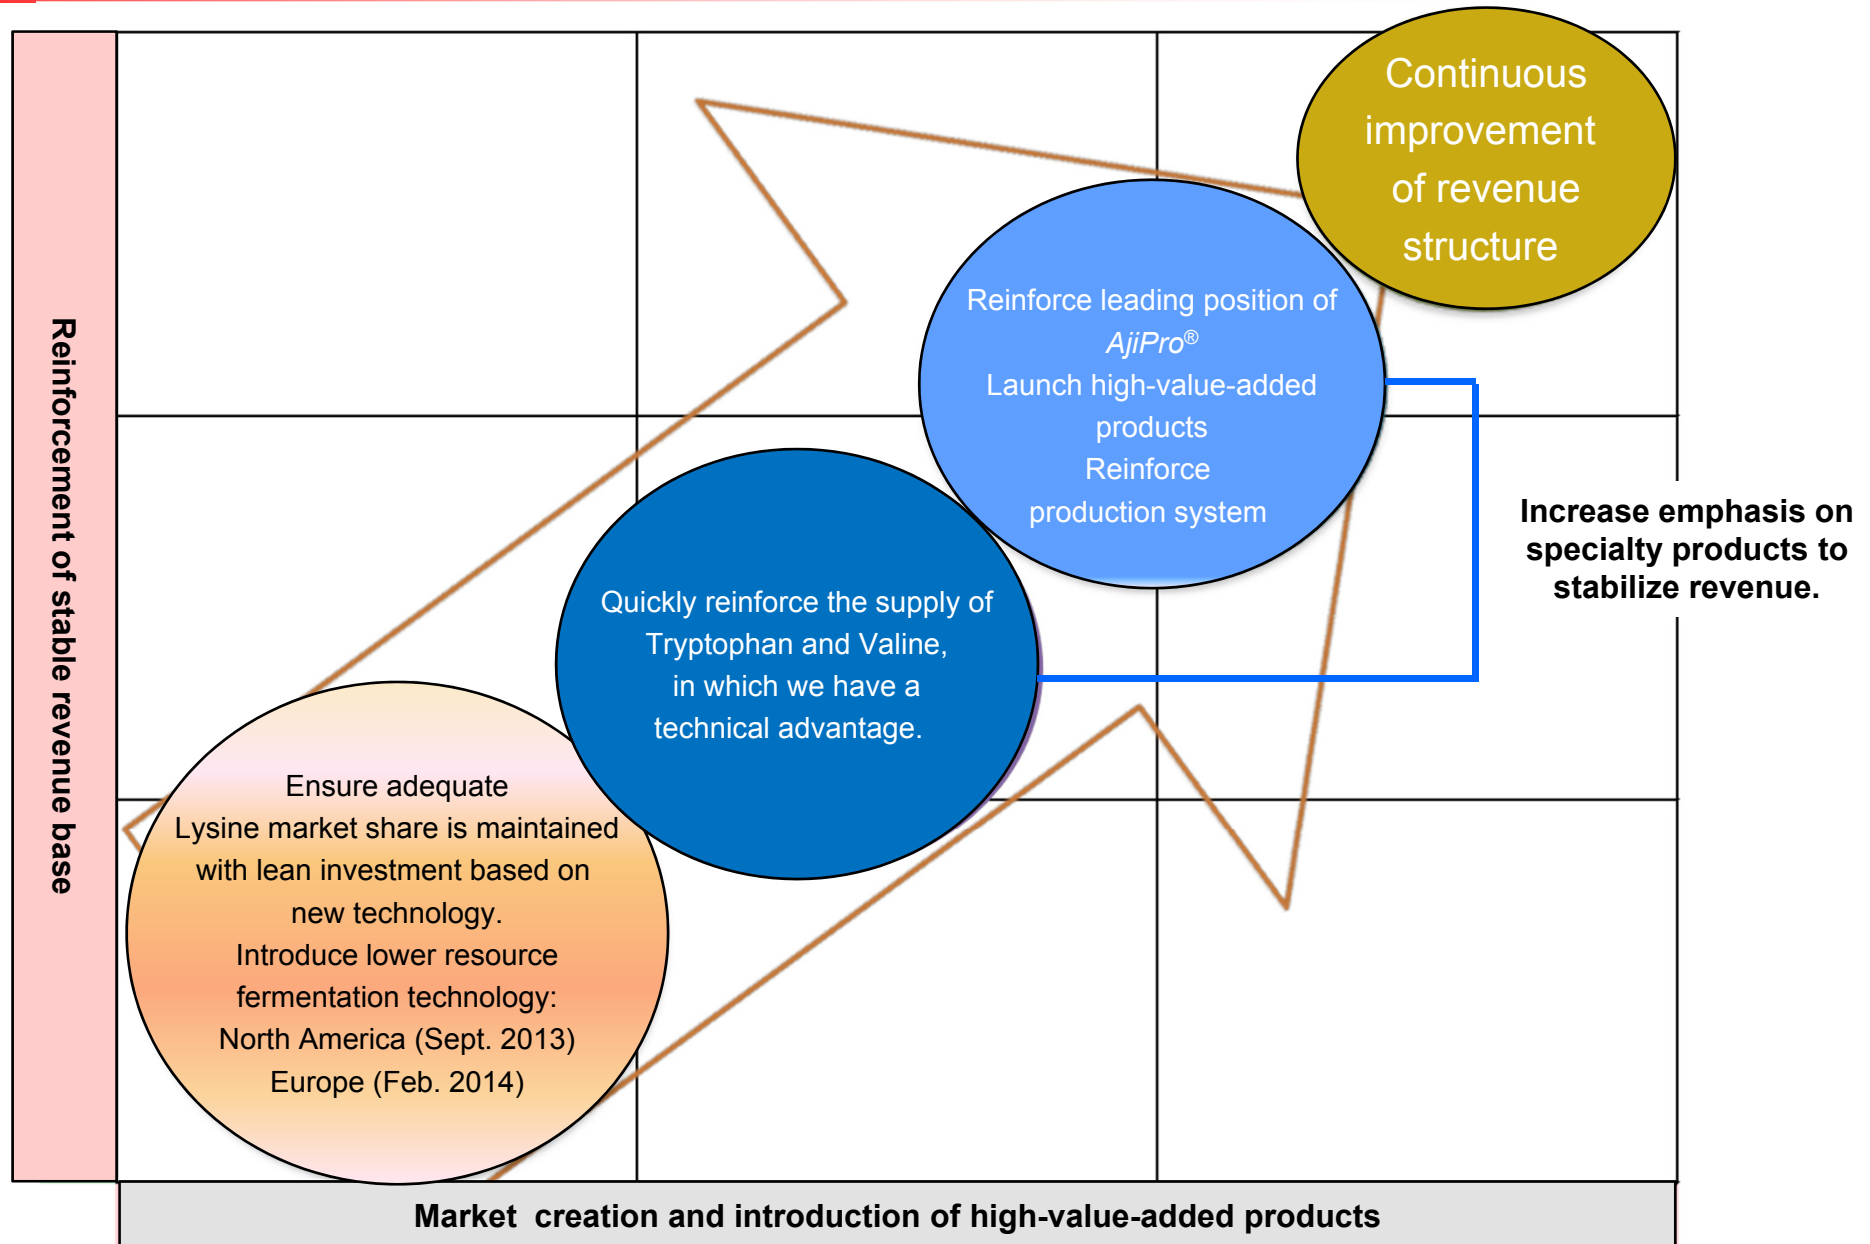 Continuous
improvement
of revenue
structure
Reinforce leading position of
AjiPro®
Launch high-value-added
products
Reinforce
production system
Increase emphasis on
specialty products to
stabilize revenue.
Quickly reinforce the supply of
Tryptophan and Valine,
in which we have a
technical advantage.
Ensure adequate
Lysine market share is maintained
with lean investment based on
new technology.
Introduce lower resource
fermentation technology:
North America (Sept. 2013)
Europe (Feb. 2014)
Reinforcement of stable revenue base
Market  creation and introduction of high-value-added products